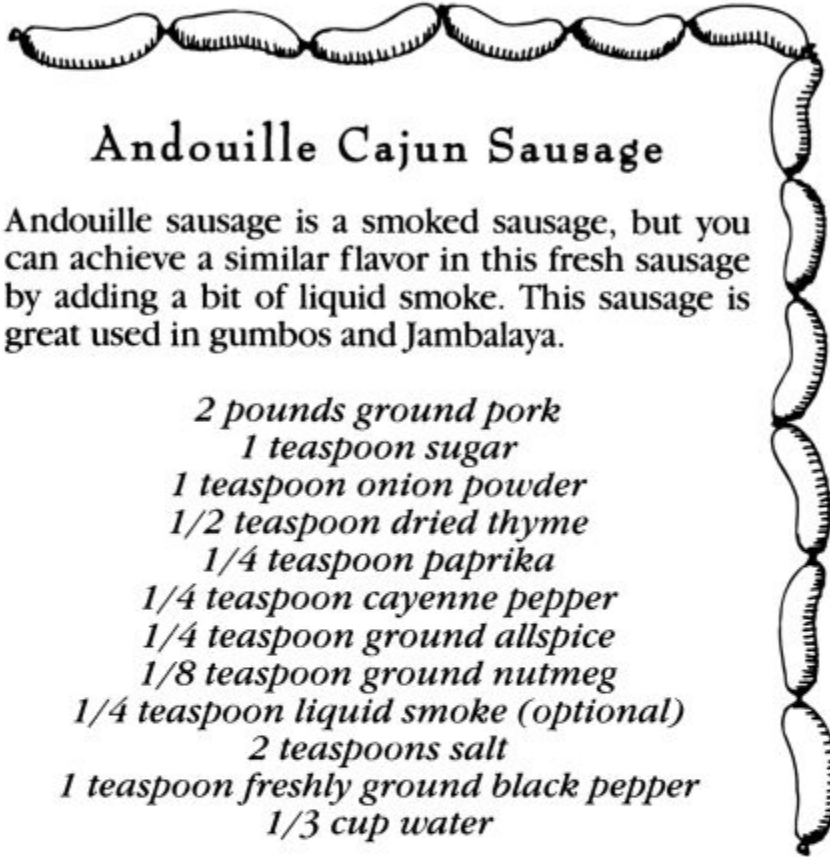 Andouille Cajun Sausage
Andouille sausage is a smoked sausage, but you
can achieve a similar flavor in this fresh sausage
by adding a bit of liquid smoke. This sausage is
great used in gumbos and Jambalaya.
2 pounds ground pork
1 teaspoon sugar
1 teaspoon onion powder
1/2 teaspoon dried thyme
1/4 teaspoon paprika
1/4 teaspoon cayenne pepper
1/4 teaspoon ground allspice
1/8 teaspoon ground nutmeg
1/4 teaspoon liquid smoke (optional)
2 teaspoons salt
1 teaspoon freshly ground black pepper
1/3 cup water